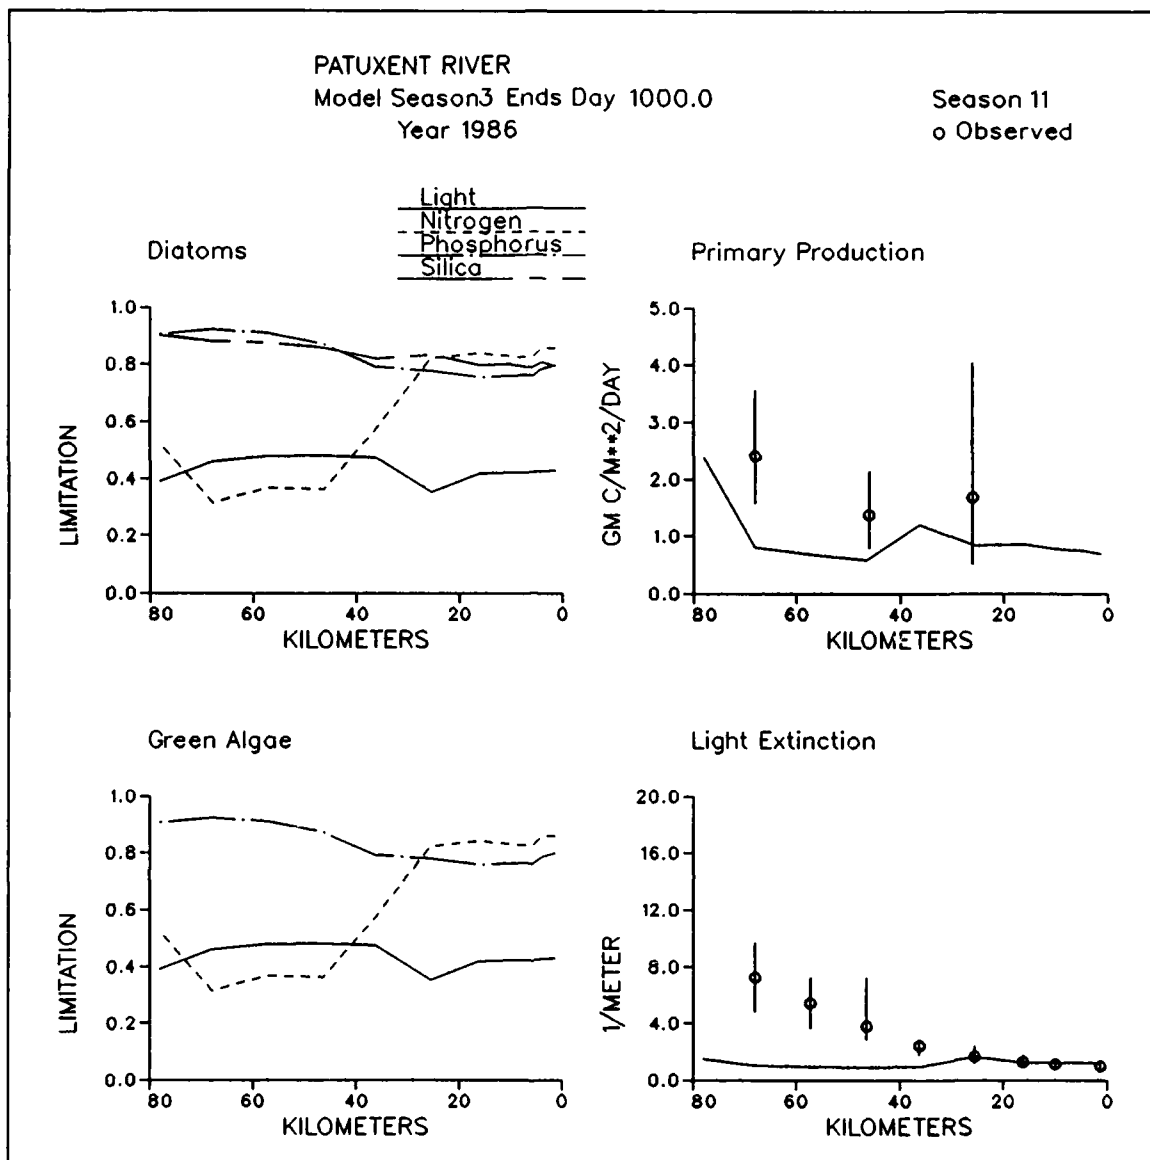 PATUXENT RIVER
Model Season3 Ends Day 1000.0
Year 1986
Season 11
o Observed
Light
Nitrogen
Phosphorus
Silica
Diatoms
LIMITATION
1.0
0.8
0.6
0.4
0.2
0.0
80 60 40 20 0
KILOMETERS
Primary Production
GM C/M**2/DAY
5.0
4.0
3.0
2.0
1.0
0.0
80 60 40 20 0
KILOMETERS
Green Algae
LIMITATION
1.0
0.8
0.6
0.4
0.2
0.0
80 60 40 20 0
KILOMETERS
Light Extinction
1/METER
20.0
16.0
12.0
8.0
4.0
0.0
80 60 40 20 0
KILOMETERS